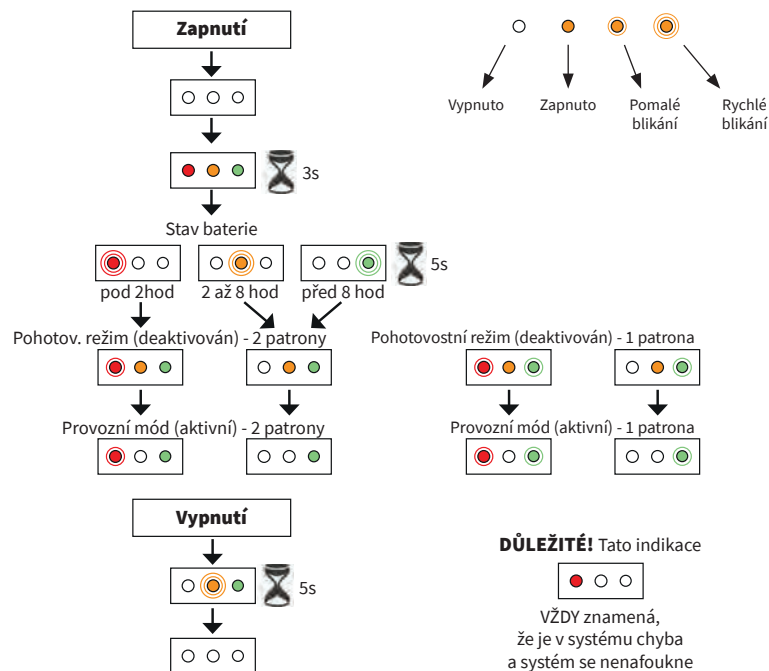 Zapnutí
Vypnuto
Zapnuto
Pomalé
blikání
Rychlé
blikání
3s
Stav baterie
5s
pod 2hod
2 až 8 hod
před 8 hod
Pohotov. režim (deaktivován) - 2 patrony
Pohotovostní režim (deaktivován) - 1 patrona
Provozní mód (aktivní) - 2 patrony
Provozní mód (aktivní) - 1 patrona
Vypnutí
5s
DŮLEŽITÉ! Tato indikace
VŽDY znamená,
že je v systému chyba
a systém se nenafoukne